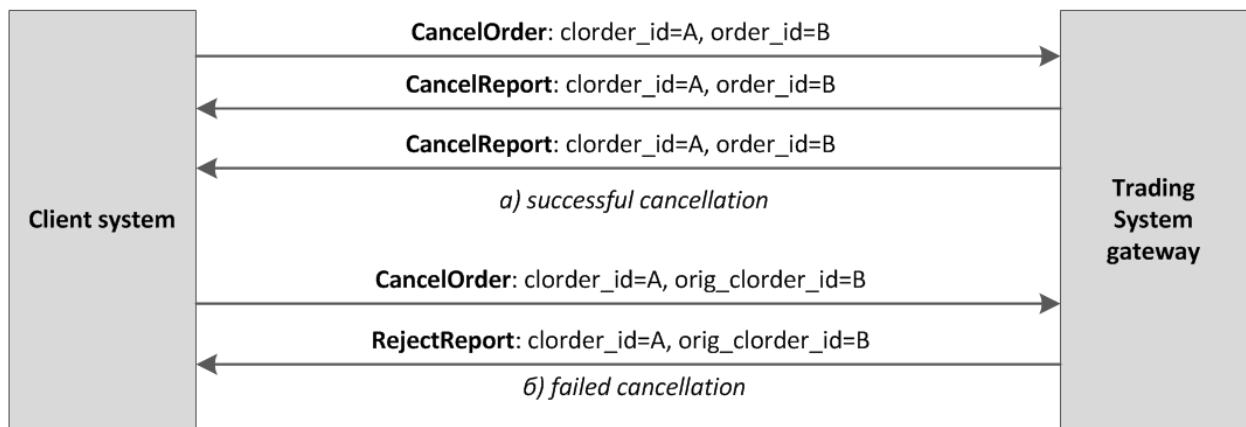 CancelOrder: clorder_id=A, order_id=B
CancelReport: clorder_id=A, order_id=B
CancelReport: clorder_id=A, order_id=B
а) successful cancellation
Client system
Trading
System
gateway
CancelOrder: clorder_id=A, orig_clorder_id=B
RejectReport: clorder_id=A, orig_clorder_id=B
б) failed cancellation